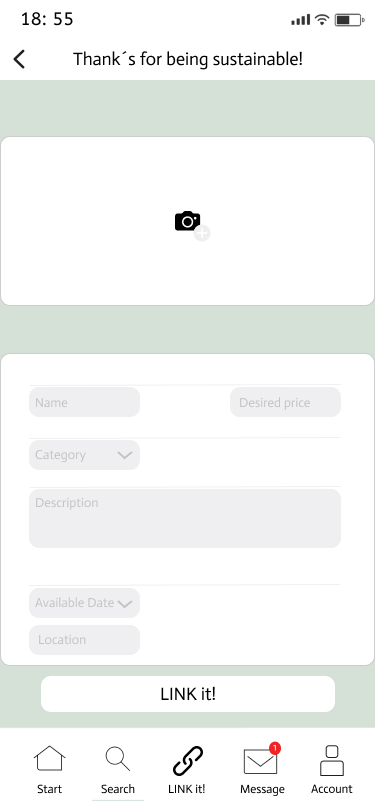 18: 55
Thank´s for being sustainable!
Name
Desired price
Category
Description
Available Date
Location
LINK it!
1
Start
Search
LINK it!
Message
Account